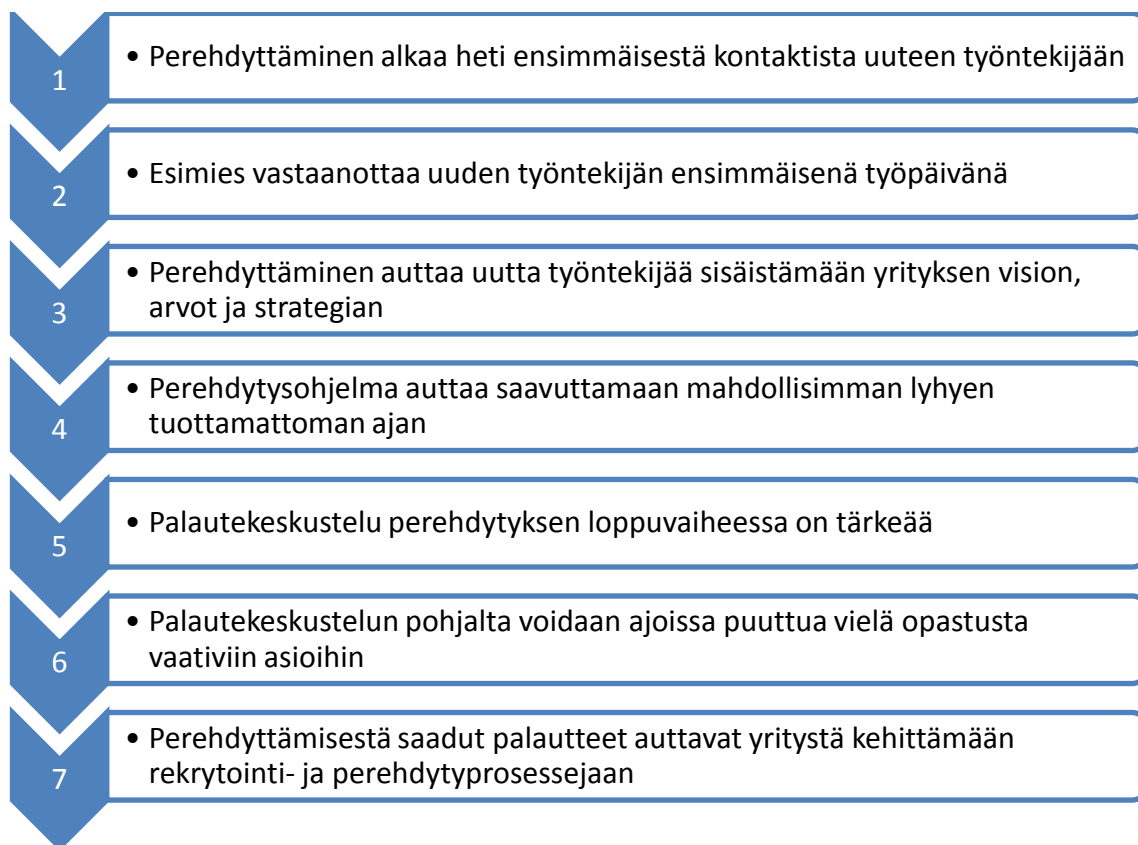 1
• Perehdyttäminen alkaa heti ensimmäisestä kontaktista uuteen työntekijään
2
• Esimies vastaanottaa uuden työntekijän ensimmäisenä työpäivänä
3
• Perehdyttäminen auttaa uutta työntekijää sisäistämään yrityksen vision,
arvot ja strategian
4
• Perehdytysohjelma auttaa saavuttamaan mahdollisimman lyhyen
tuottamattoman ajan
5
• Palautekeskustelu perehdytyksen loppuvaiheessa on tärkeää
6
• Palautekeskustelun pohjalta voidaan ajoissa puuttua vielä opastusta
vaativiin asioihin
7
• Perehdyttämisestä saadut palautteet auttavat yritystä kehittämään
rekrytointi- ja perehdytyprosessejaan